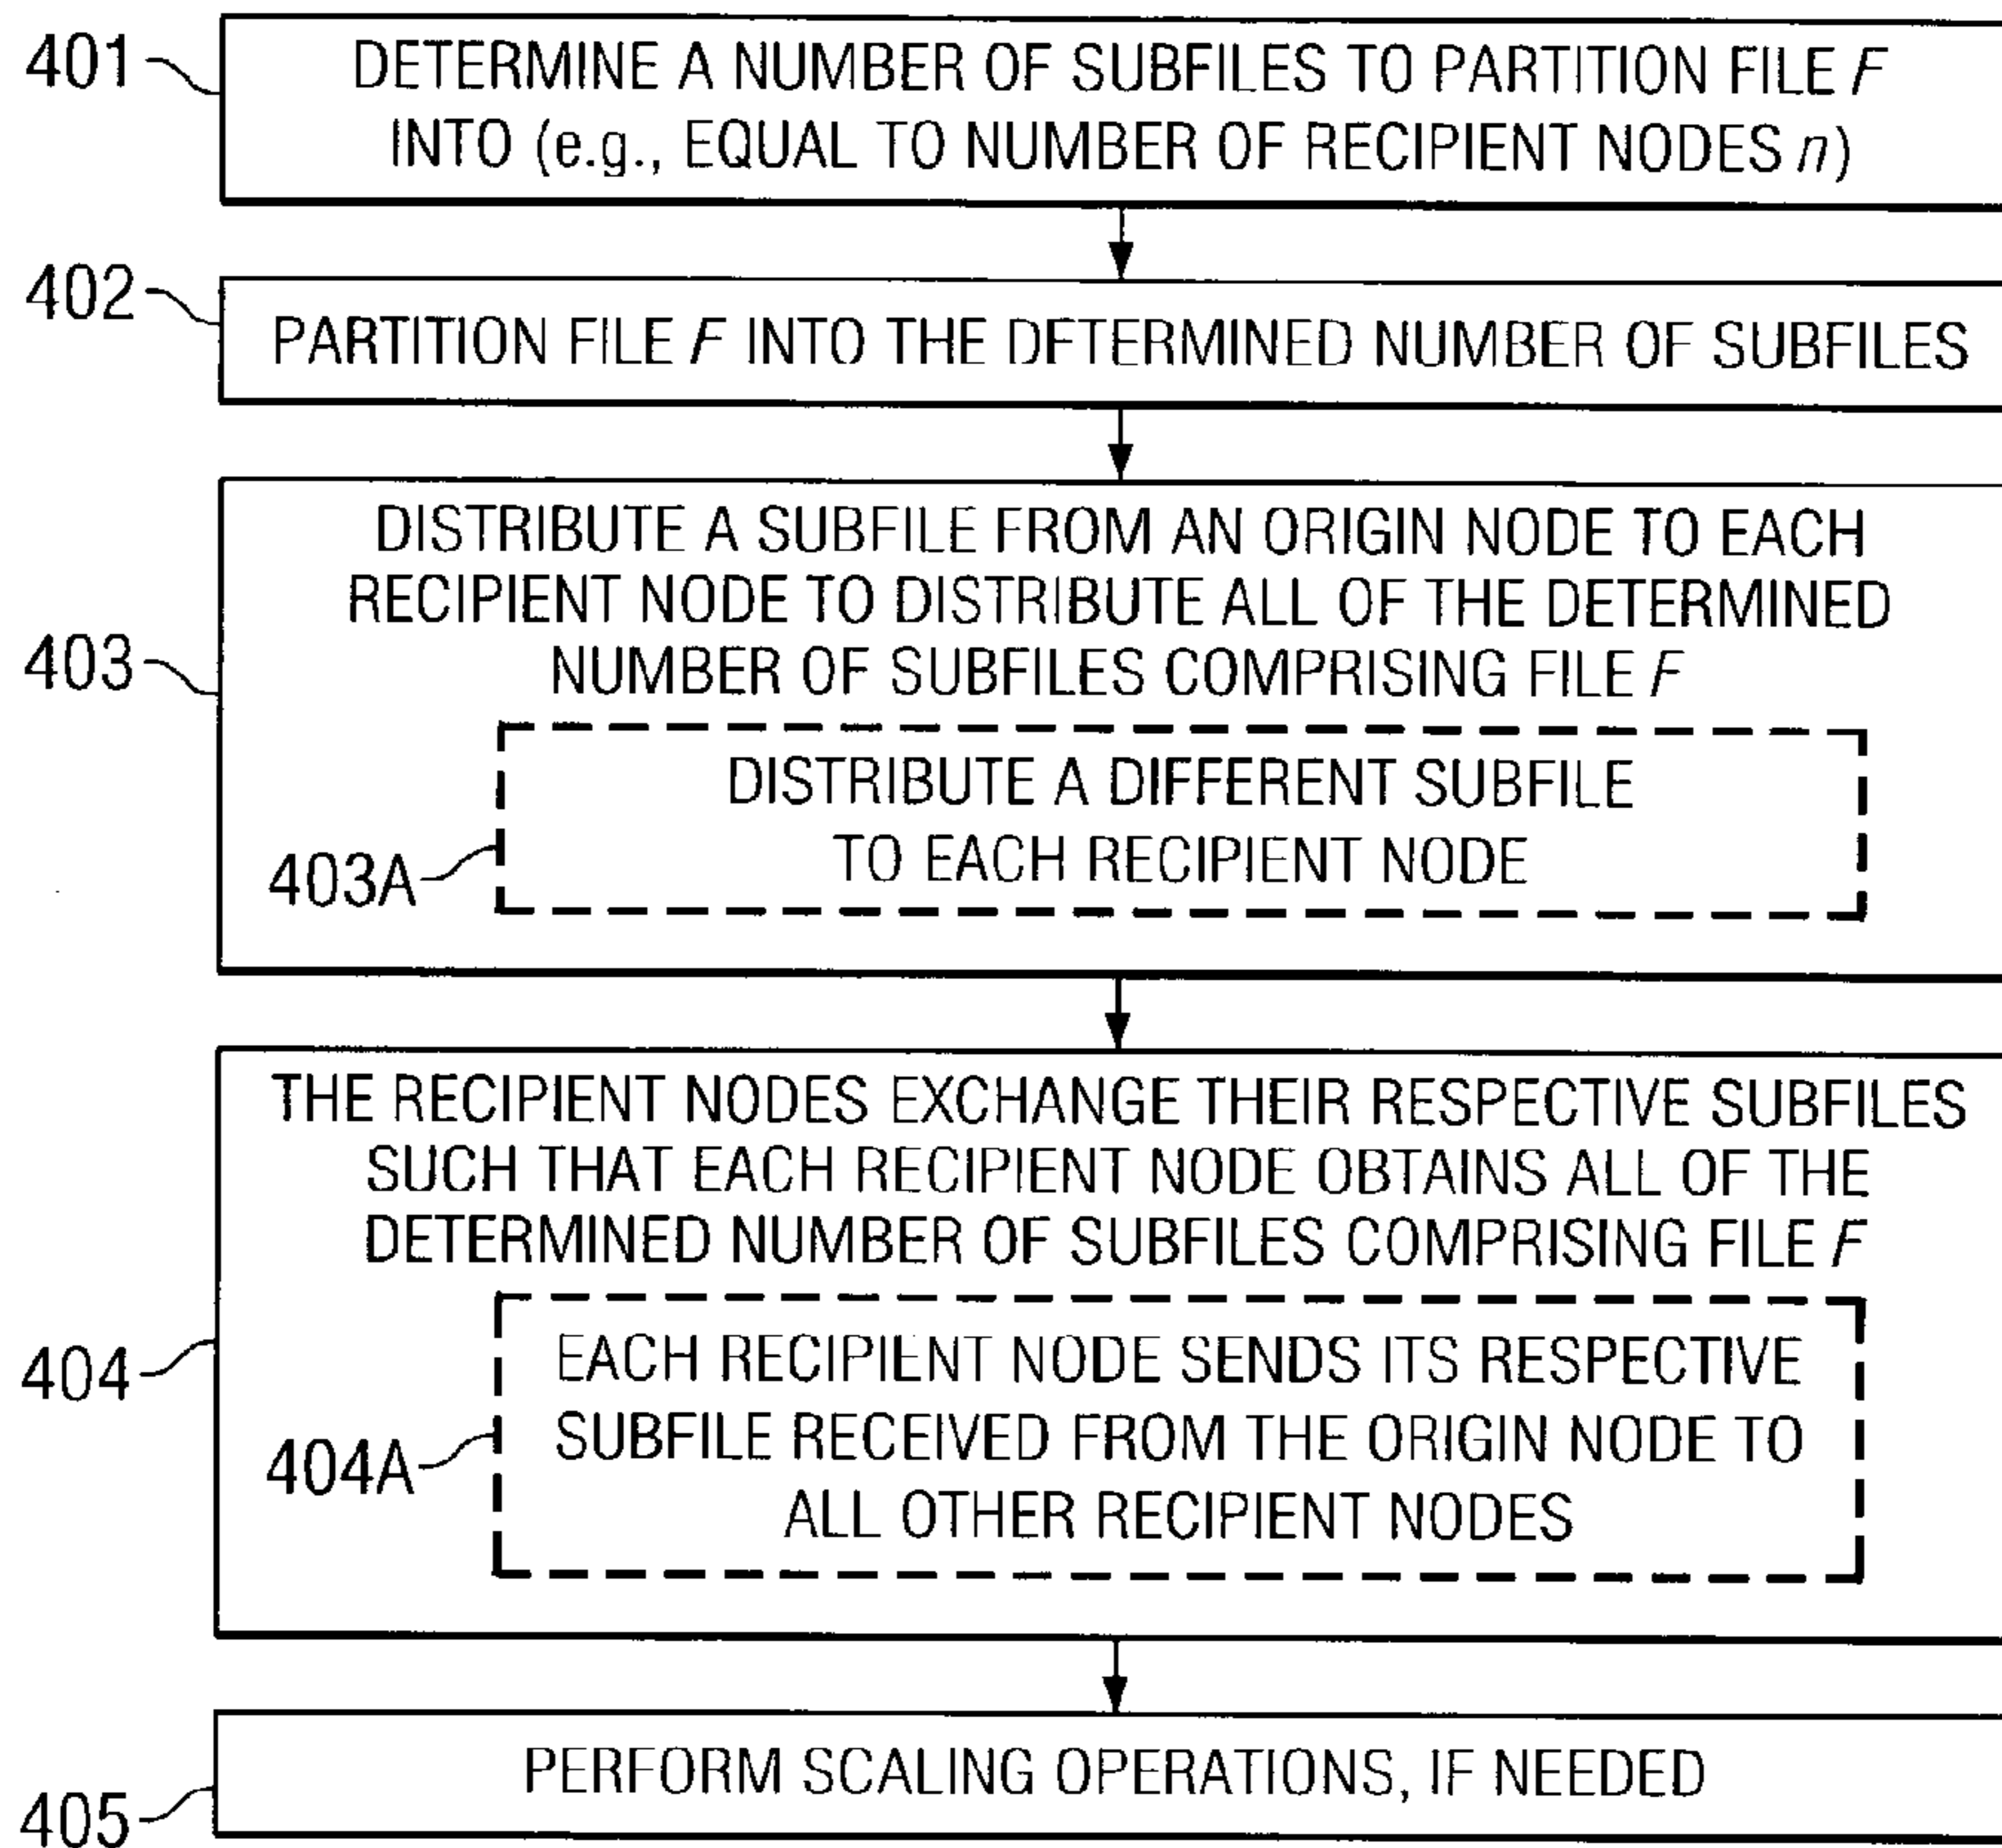 401
DETERMINE A NUMBER OF SUBFILES TO PARTITION FILE F
INTO (e.g., EQUAL TO NUMBER OF RECIPIENT NODES n)
402
PARTITION FILE F INTO THE DETERMINED NUMBER OF SUBFILES
403
DISTRIBUTE A SUBFILE FROM AN ORIGIN NODE TO EACH
RECIPIENT NODE TO DISTRIBUTE ALL OF THE DETERMINED
NUMBER OF SUBFILES COMPRISING FILE F
403A
DISTRIBUTE A DIFFERENT SUBFILE
TO EACH RECIPIENT NODE
404
THE RECIPIENT NODES EXCHANGE THEIR RESPECTIVE SUBFILES
SUCH THAT EACH RECIPIENT NODE OBTAINS ALL OF THE
DETERMINED NUMBER OF SUBFILES COMPRISING FILE F
404A
EACH RECIPIENT NODE SENDS ITS RESPECTIVE
SUBFILE RECEIVED FROM THE ORIGIN NODE TO
ALL OTHER RECIPIENT NODES
405
PERFORM SCALING OPERATIONS, IF NEEDED